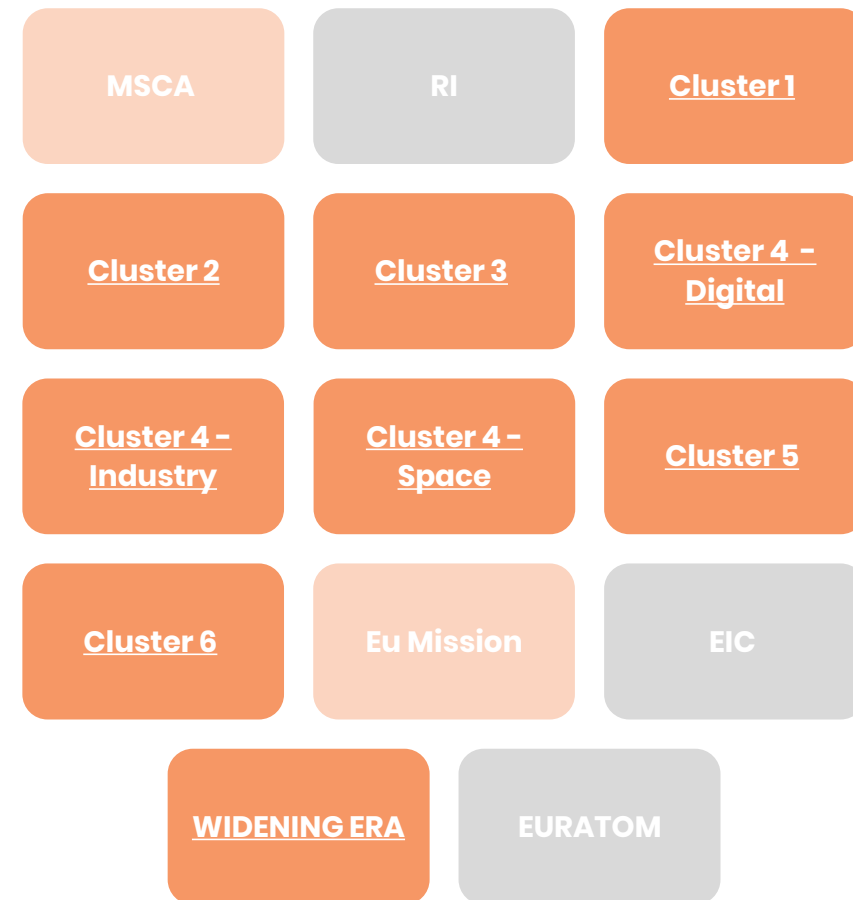 MSCA
RI
Cluster 1
Cluster 2
Cluster 3
Cluster 4 -
Digital
Cluster 4 -
Industry
Cluster 4 -
Space
Cluster 5
Cluster 6
Eu Mission
EIC
WIDENING ERA
EURATOM